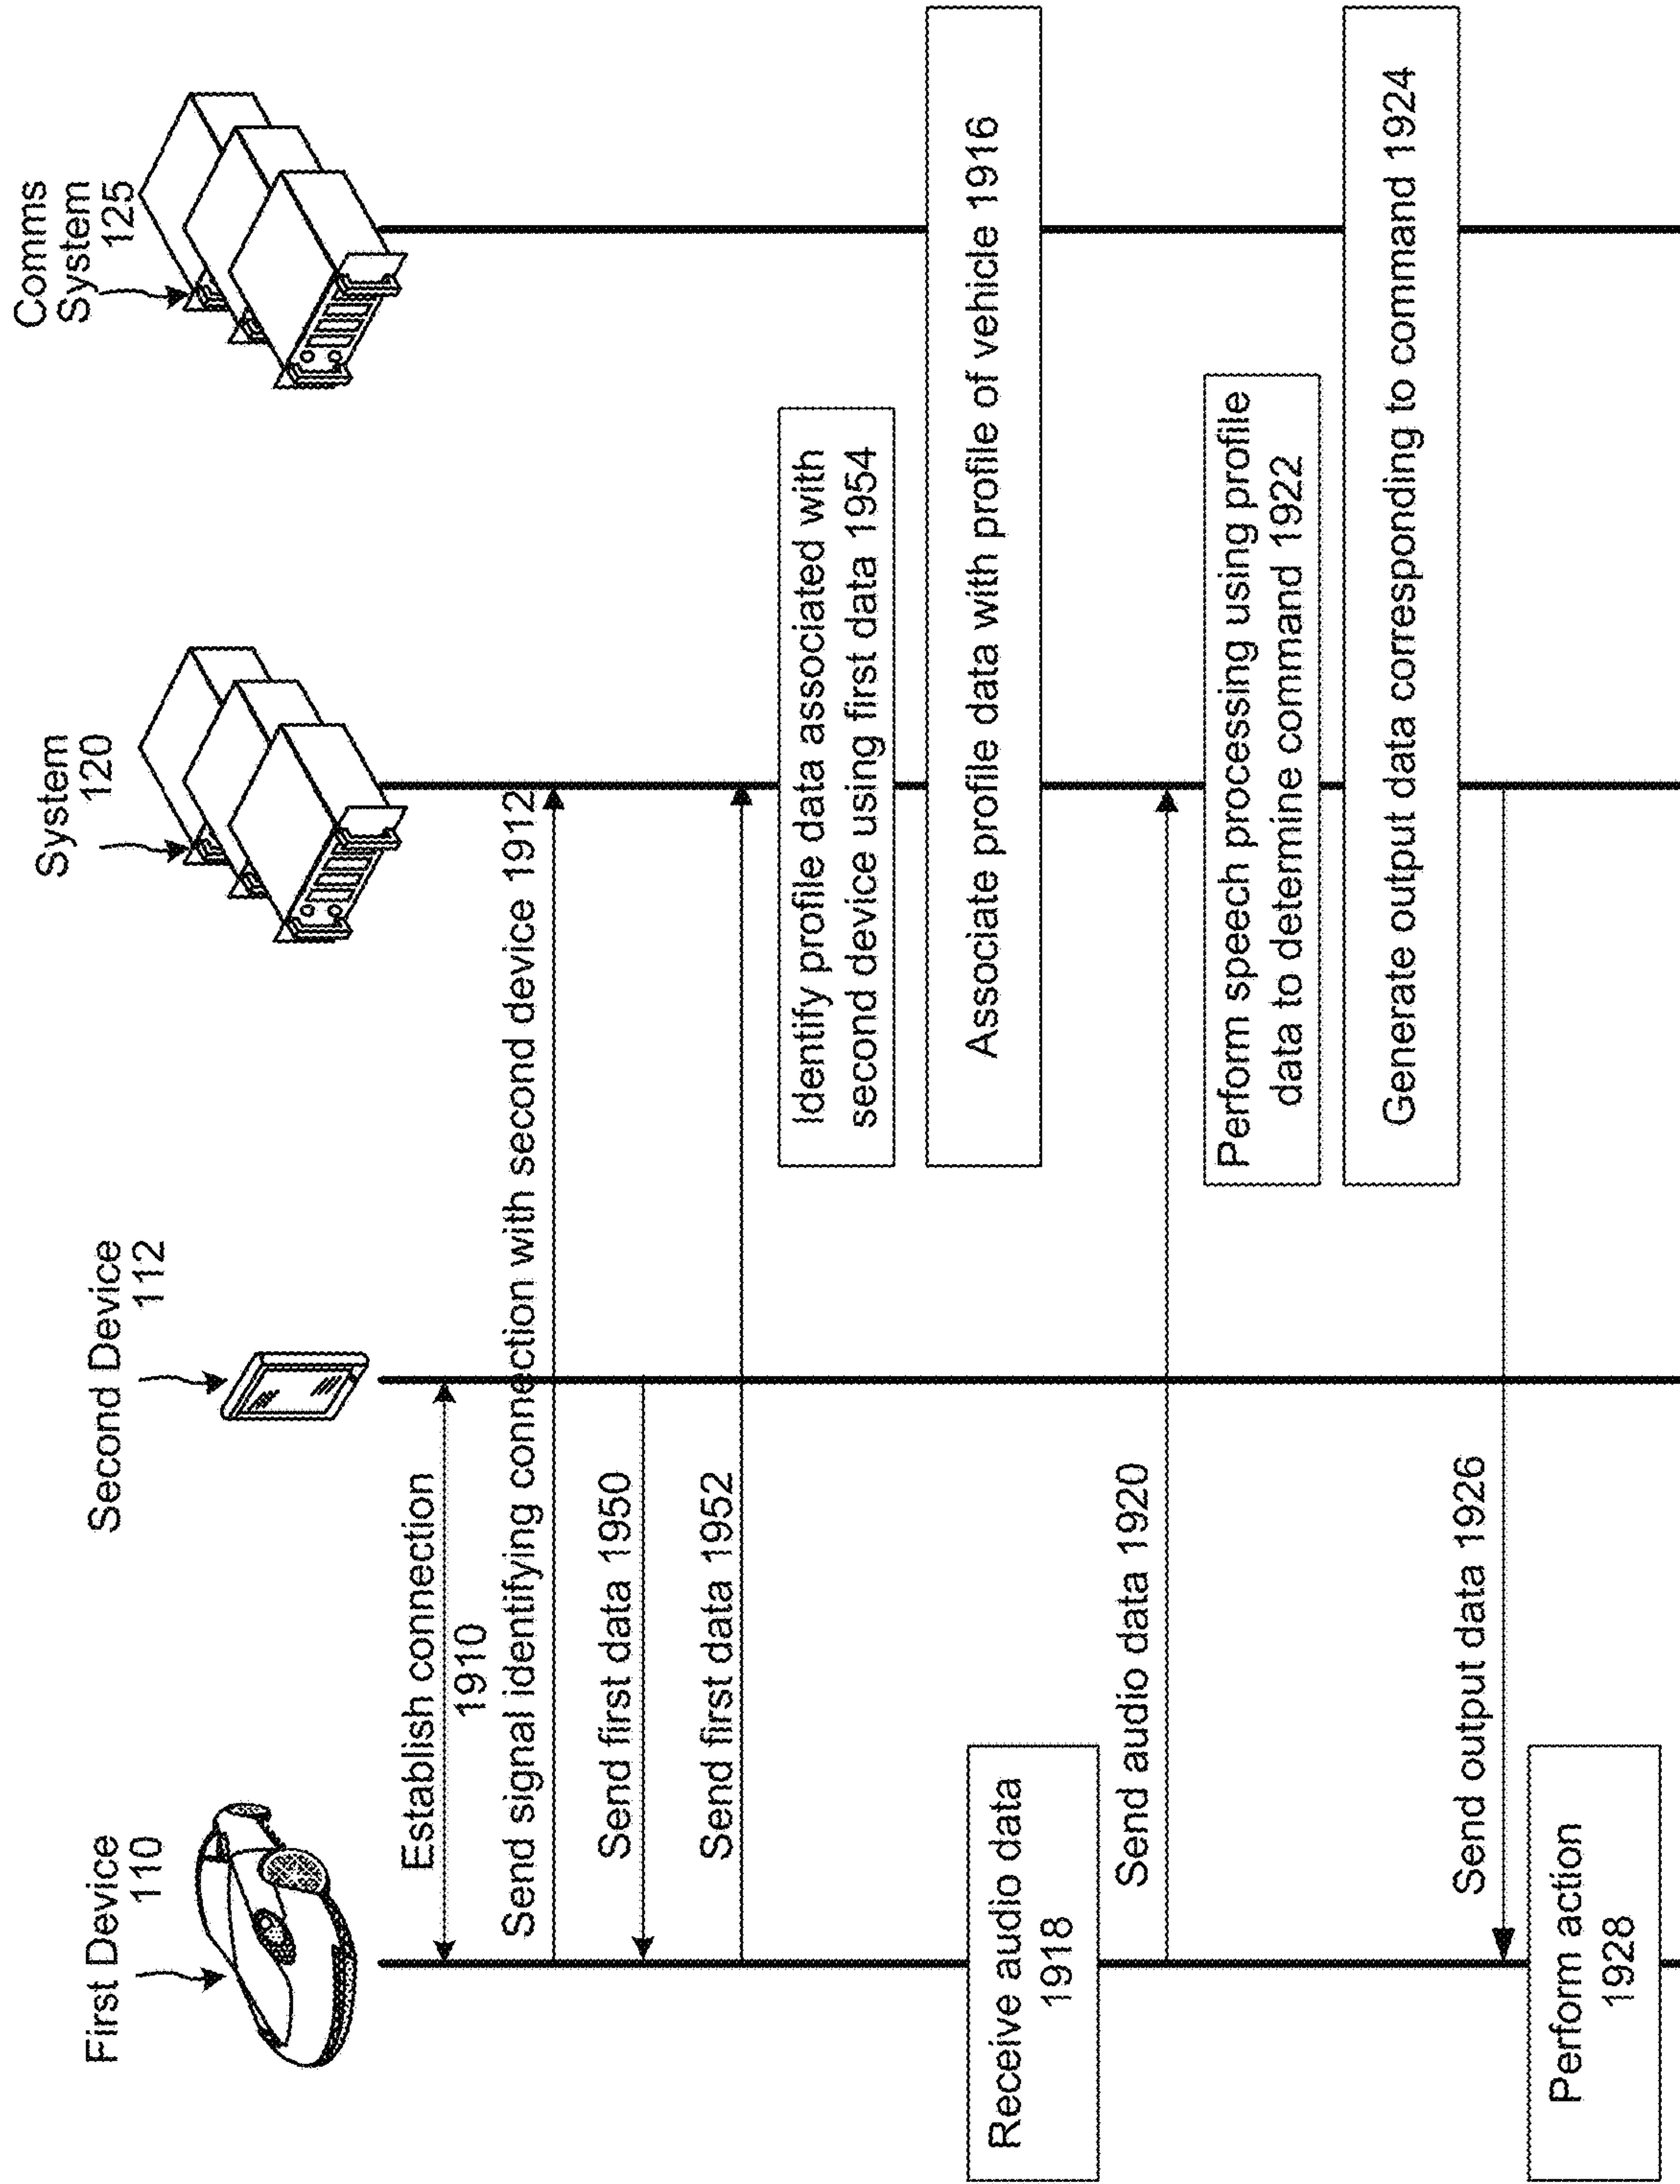 First Device
110
Second Device
112
System
120
Comms
System
125
Establish connection
1910
Send signal identifying connection with second device 1912
Send first data 1950
Send first data 1952
Identify profile data associated with
second device using first data 1954
Associate profile data with profile of vehicle 1916
Receive audio data
1918
Send audio data 1920
Perform speech processing using profile
data to determine command 1922
Generate output data corresponding to command 1924
Send output data 1926
Perform action
1928